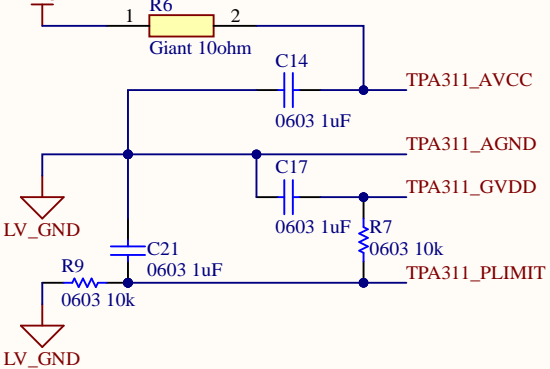 R6
1 2
Giant 10ohm
C14
TPA311_AVCC
0603 1uF
TPA311_AGND
C17
TPA311_GVDD
LV_GND
0603 1uF
R7
C21
0603 10k
R9
0603 1uF
TPA311_PLIMIT
0603 10k
LV_GND